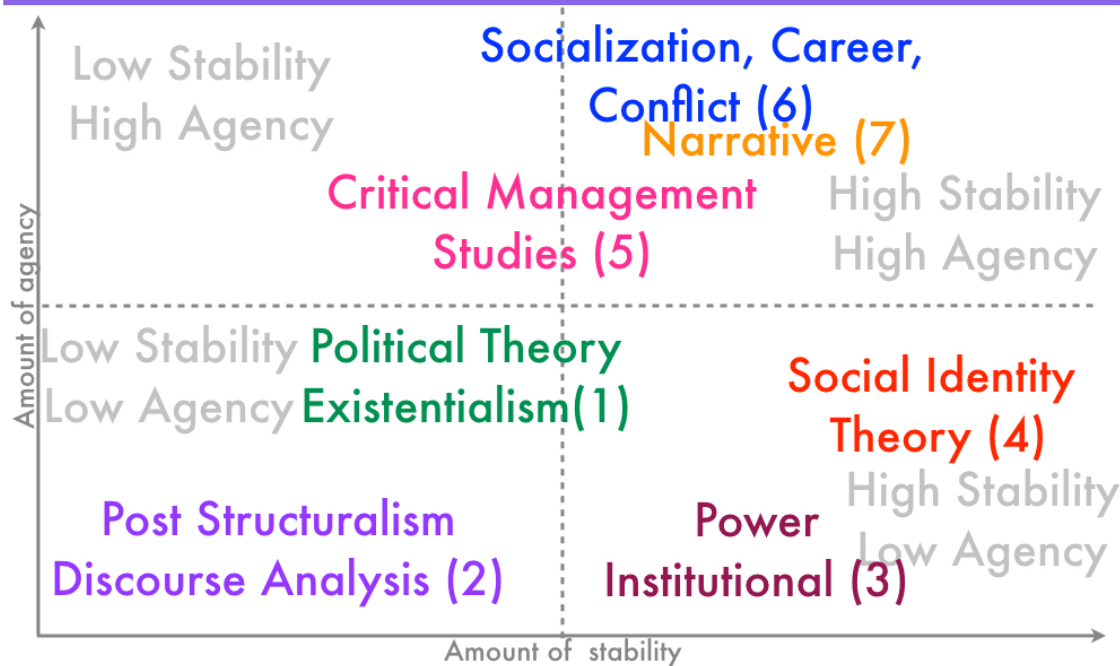 Low Stability
High Agency
Socialization, Career,
Conflict (6)
Narrative (7)
Critical Management
Studies (5)
High Stability
High Agency
Amount of agency
Low Stability
Low Agency
Political Theory
Existentialism(1)
Social Identity
Theory (4)
High Stability
Low Agency
Post Structuralism
Discourse Analysis (2)
Power
Institutional (3)
Amount of stability